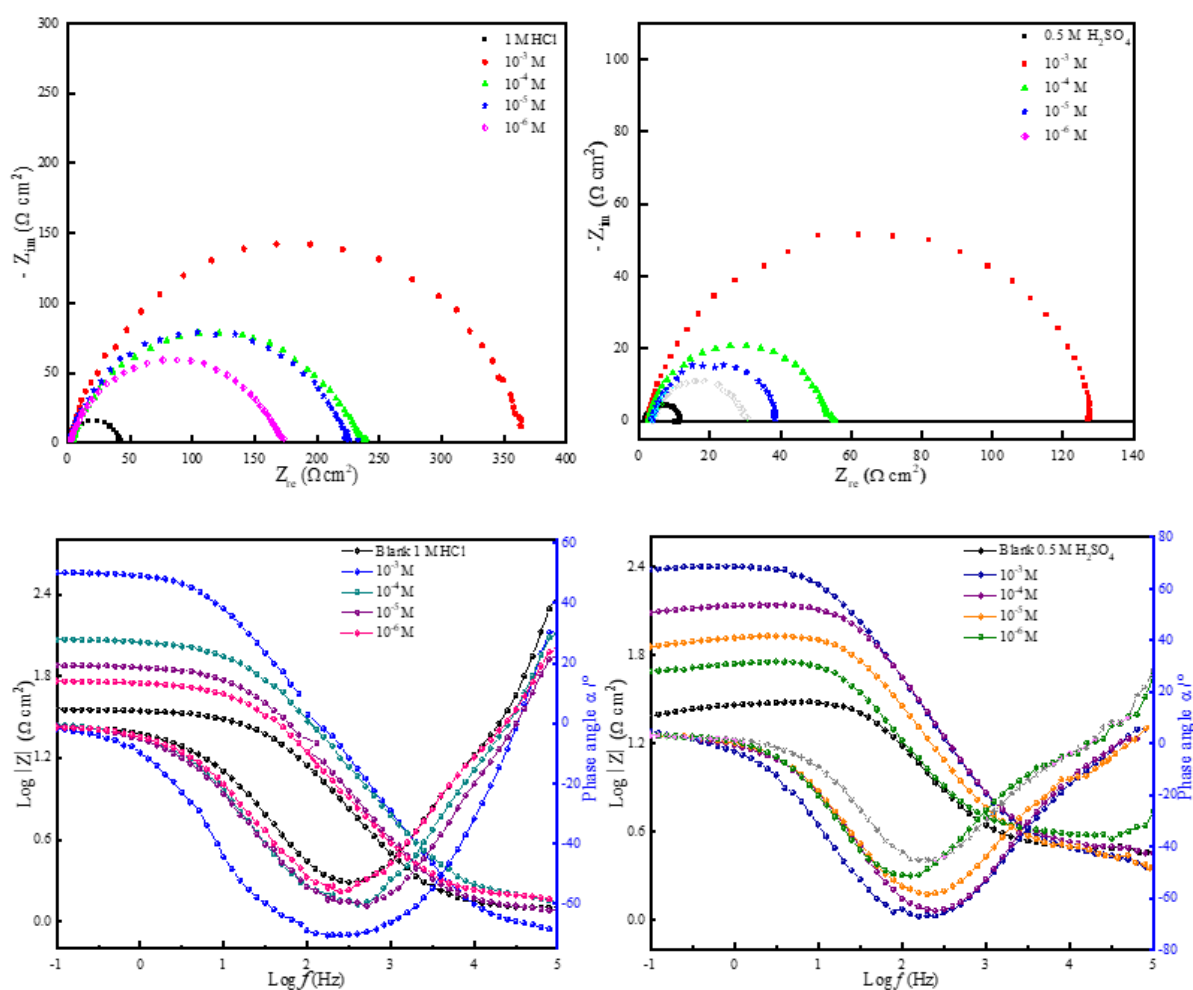 300
250
200
150
100
50
0
- Z_im (Ω cm²)
1 M HCl
10⁻³ M
10⁻⁴ M
10⁻⁵ M
10⁻⁶ M
0 50 100 150 200 250 300 350 400
Z_re (Ω cm²)
100
80
60
40
20
0
- Z_im (Ω cm²)
0.5 M H₂SO₄
10⁻³ M
10⁻⁴ M
10⁻⁵ M
10⁻⁶ M
0 20 40 60 80 100 120 140
Z_re (Ω cm²)
2.4
1.8
1.2
0.6
0.0
Log |Z| (Ω cm²)
Blank 1 M HCl
10⁻³ M
10⁻⁴ M
10⁻⁵ M
10⁻⁶ M
60
40
20
0
-20
-40
-60
Phase angle α /°
-1 0 1 2 3 4 5
Log f (Hz)
2.4
1.8
1.2
0.6
0.0
Log |Z| (Ω cm²)
Blank 0.5 M H₂SO₄
10⁻³ M
10⁻⁴ M
10⁻⁵ M
10⁻⁶ M
80
60
40
20
0
-20
-40
-60
-80
Phase angle α /°
-1 0 1 2 3 4 5
Log f (Hz)